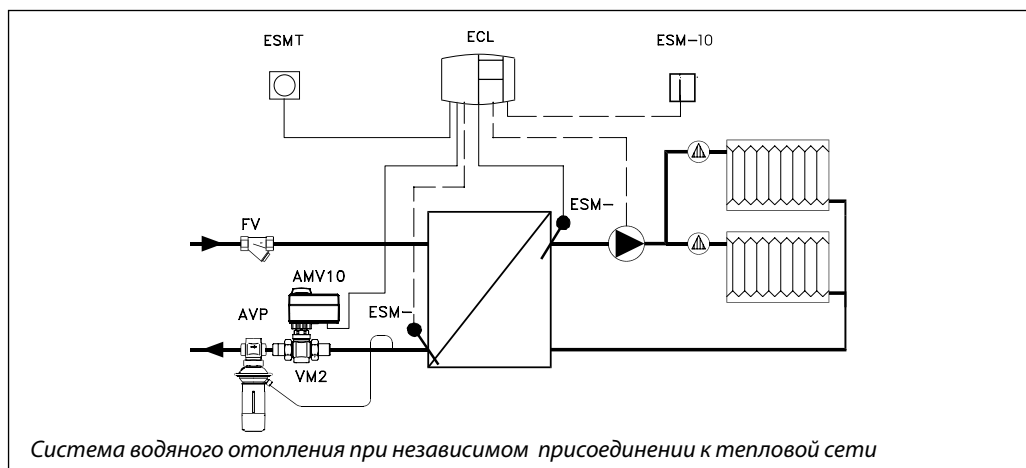 ESMT
ECL
ESM-10
ESM-
FV
AMV10
ESM-
AVP
VM2
Система водяного отопления при независимом присоединении к тепловой сети